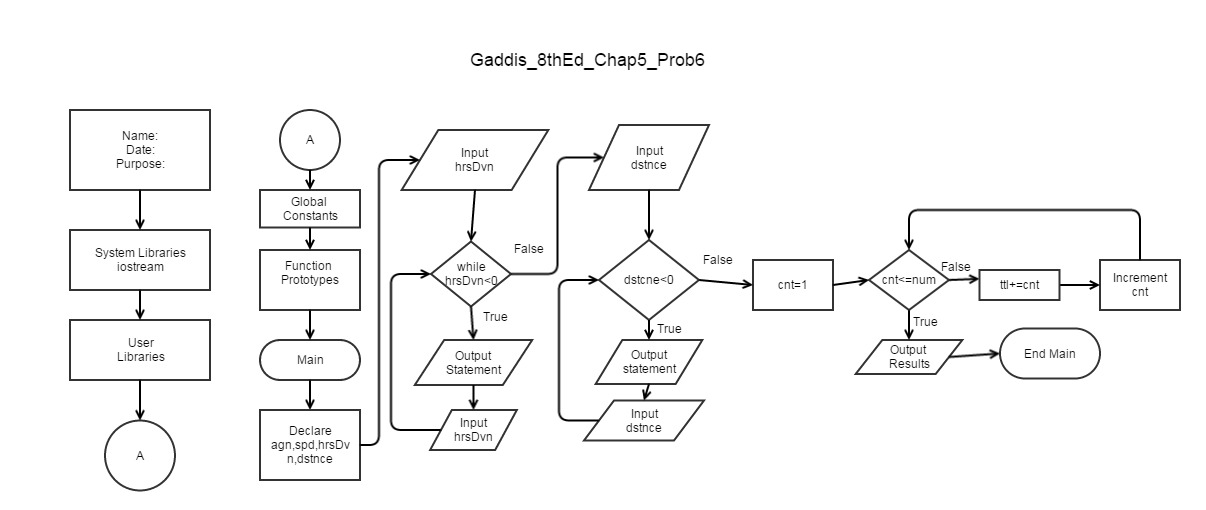 Gaddis_8thEd_Chap5_Prob6
Name:
Date:
Purpose:
System Libraries
iostream
User
Libraries
A
A
Global
Constants
Function
Prototypes
Main
Declare
agn,spd,hrsDv
n,dstnce
Input
hrsDvn
while
hrsDvn<0
False
True
Output
Statement
Input
hrsDvn
Input
dstnce
dstcne<0
False
True
Output
statement
Input
dstnce
cnt=1
cnt<=num
False
True
ttl+=cnt
Increment
cnt
Output
Results
End Main